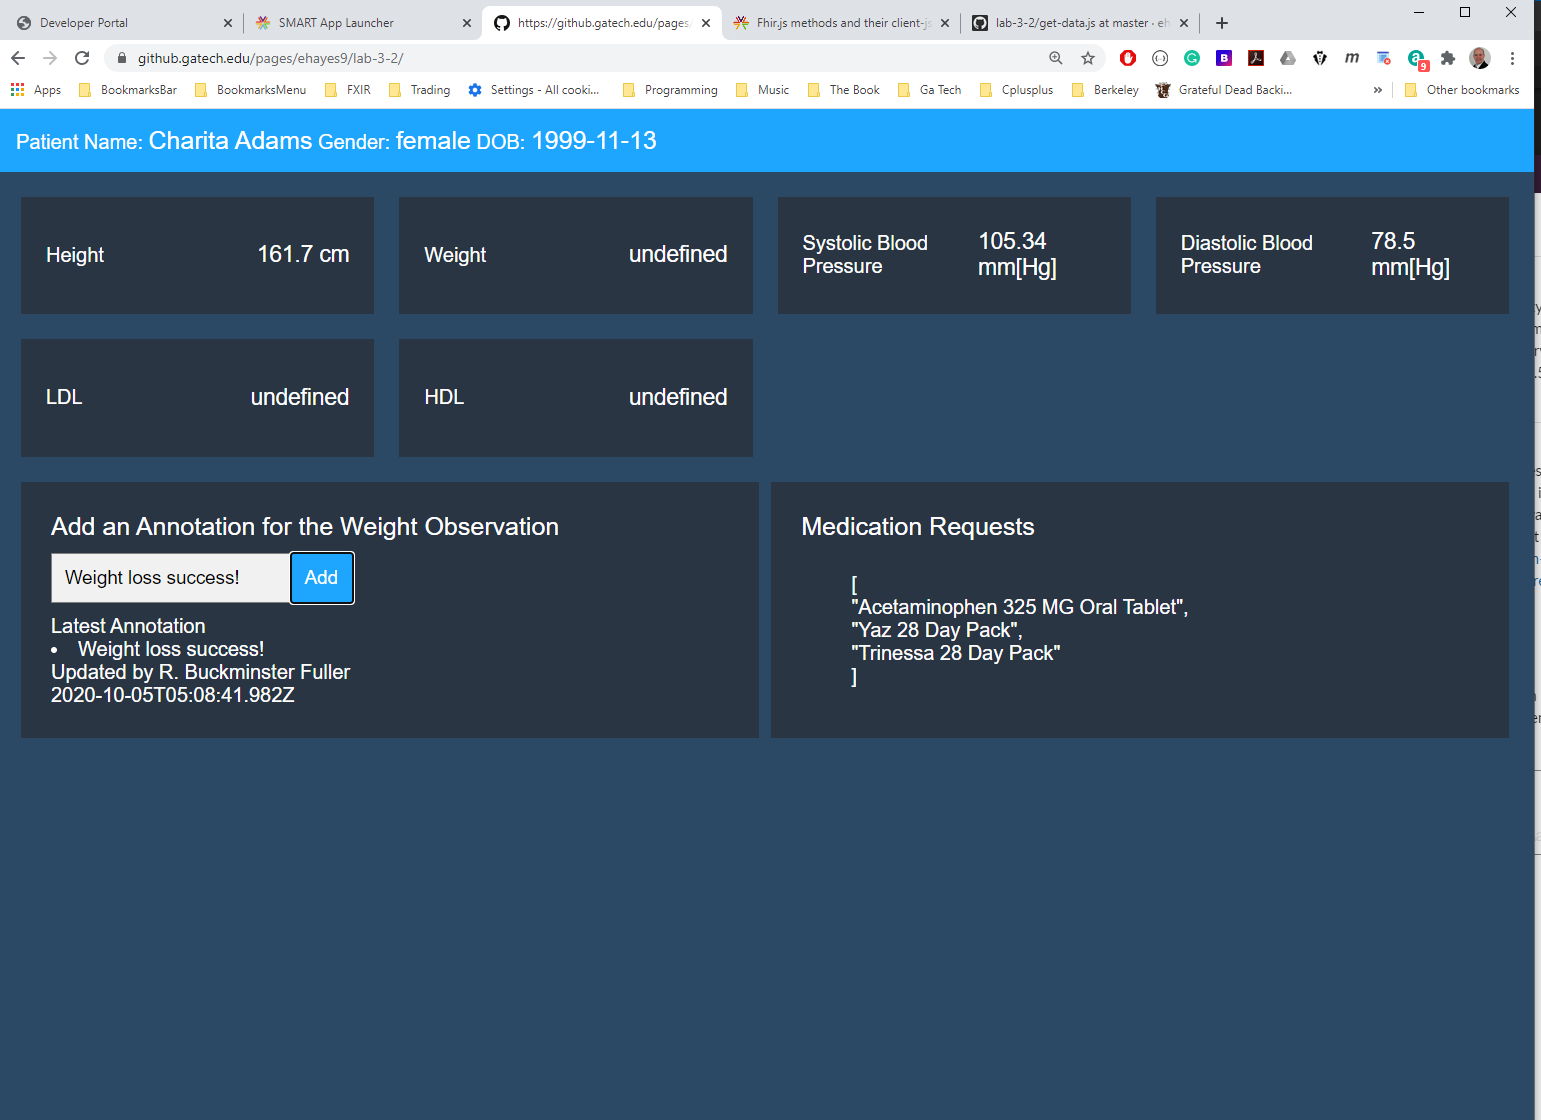 Developer Portal
SMART App Launcher
https://github.gatech.edu/pages/
Fhir.js methods and their client-js
lab-3-2/get-data.js at master · eh
github.gatech.edu/pages/ehayes9/lab-3-2/
9
Apps
BookmarksBar
BookmarksMenu
FXIR
Trading
Settings - All cooki...
Programming
Music
The Book
Ga Tech
Cplusplus
Berkeley
Grateful Dead Backi...
»
Other bookmarks
Patient Name: Charita Adams Gender: female DOB: 1999-11-13
Height 161.7 cm
Weight undefined
Systolic Blood
Pressure
105.34
mm[Hg]
Diastolic Blood
Pressure
78.5
mm[Hg]
LDL undefined
HDL undefined
Add an Annotation for the Weight Observation
Weight loss success! Add
Latest Annotation
• Weight loss success!
Updated by R. Buckminster Fuller
2020-10-05T05:08:41.982Z
Medication Requests
[
"Acetaminophen 325 MG Oral Tablet",
"Yaz 28 Day Pack",
"Trinessa 28 Day Pack"
]